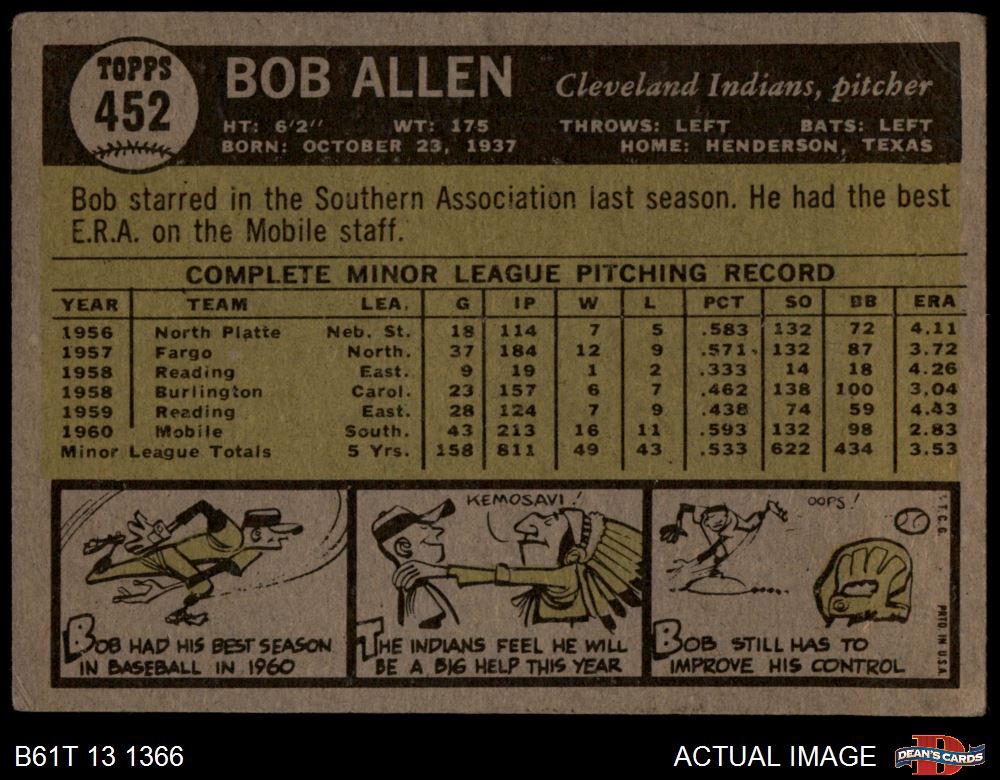 TOPPS
452
BOB ALLEN
Cleveland Indians, pitcher
HT: 6'2" WT: 175 THROWS: LEFT BATS: LEFT
BORN: OCTOBER 23, 1937 HOME: HENDERSON, TEXAS
Bob starred in the Southern Association last season. He had the best
E.R.A. on the Mobile staff.
COMPLETE MINOR LEAGUE PITCHING RECORD
YEAR TEAM LEA. G IP W L PCT SO BB ERA
1956 North Platte Neb. St. 18 114 7 5 .583 132 72 4.11
1957 Fargo North. 37 184 12 9 .571 132 87 3.72
1958 Reading East. 9 19 1 2 .333 14 18 4.26
1958 Burlington Carol. 23 157 6 7 .462 138 100 3.04
1959 Reading East. 28 124 7 9 .438 74 59 4.43
1960 Mobile South. 43 213 16 11 .593 132 98 2.83
Minor League Totals 5 Yrs. 158 811 49 43 .533 622 434 3.53
KEMOSAVI!
OOPS!
BOB HAD HIS BEST SEASON
IN BASEBALL IN 1960
THE INDIANS FEEL HE WILL
BE A BIG HELP THIS YEAR
BOB STILL HAS TO
IMPROVE HIS CONTROL
T.C.G.
PRTD IN U.S.A.
B61T 13 1366
ACTUAL IMAGE
D
DEAN'S CARDS